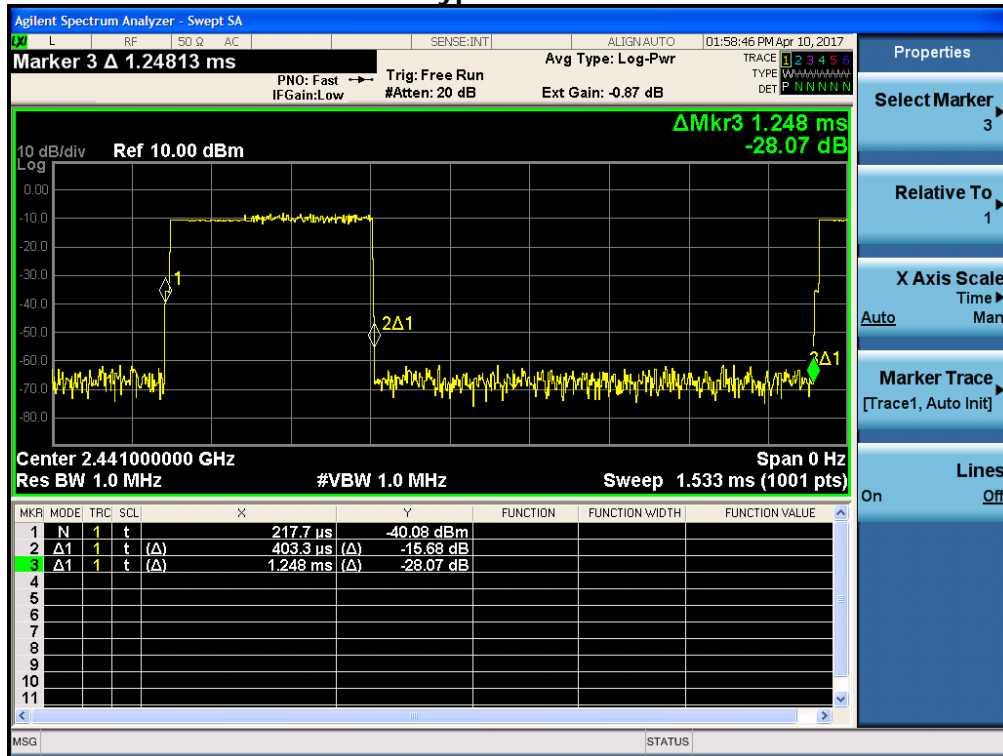 Agilent Spectrum Analyzer - Swept SA
LXI L RF 50 Ω AC SENSE:INT ALIGN AUTO 01:58:46 PM Apr 10, 2017
Marker 3 Δ 1.24813 ms
PNO: Fast
IFGain:Low
Trig: Free Run
#Atten: 20 dB
Avg Type: Log-Pwr
Ext Gain: -0.87 dB
TRACE 1 2 3 4 5 6
TYPE
DET P N N N N N
ΔMkr3 1.248 ms
-28.07 dB
10 dB/div Ref 10.00 dBm
Log
0.00
-10.0
-20.0
-30.0
-40.0
-50.0
-60.0
-70.0
-80.0
1
2Δ1
3Δ1
Center 2.441000000 GHz Span 0 Hz
Res BW 1.0 MHz #VBW 1.0 MHz Sweep 1.533 ms (1001 pts)
MKR MODE TRC SCL X Y FUNCTION FUNCTION WIDTH FUNCTION VALUE
1 N 1 t 217.7 µs -40.08 dBm
2 Δ1 1 t (Δ) 403.3 µs (Δ) -15.68 dB
3 Δ1 1 t (Δ) 1.248 ms (Δ) -28.07 dB
4
5
6
7
8
9
10
11
MSG STATUS
Properties
Select Marker
3
Relative To
1
X Axis Scale
Time
Auto Man
Marker Trace
[Trace1, Auto Init]
Lines
On Off